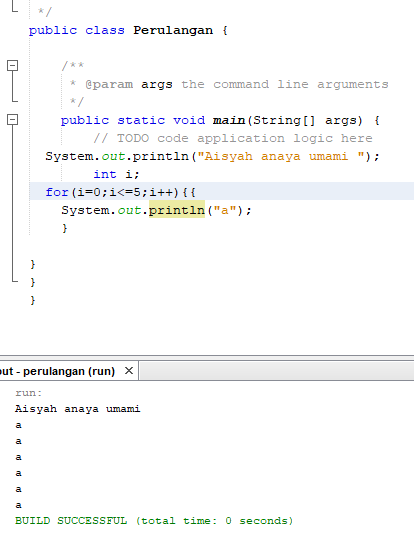 */
public class Perulangan {
/**
* @param args the command line arguments
*/
public static void main(String[] args) {
// TODO code application logic here
System.out.println("Aisyah anaya umami ");
int i;
for(i=0;i<=5;i++){{
System.out.println("a");
}
}
}
}
out - perulangan (run) ×
run:
Aisyah anaya umami
a
a
a
a
a
a
BUILD SUCCESSFUL (total time: 0 seconds)